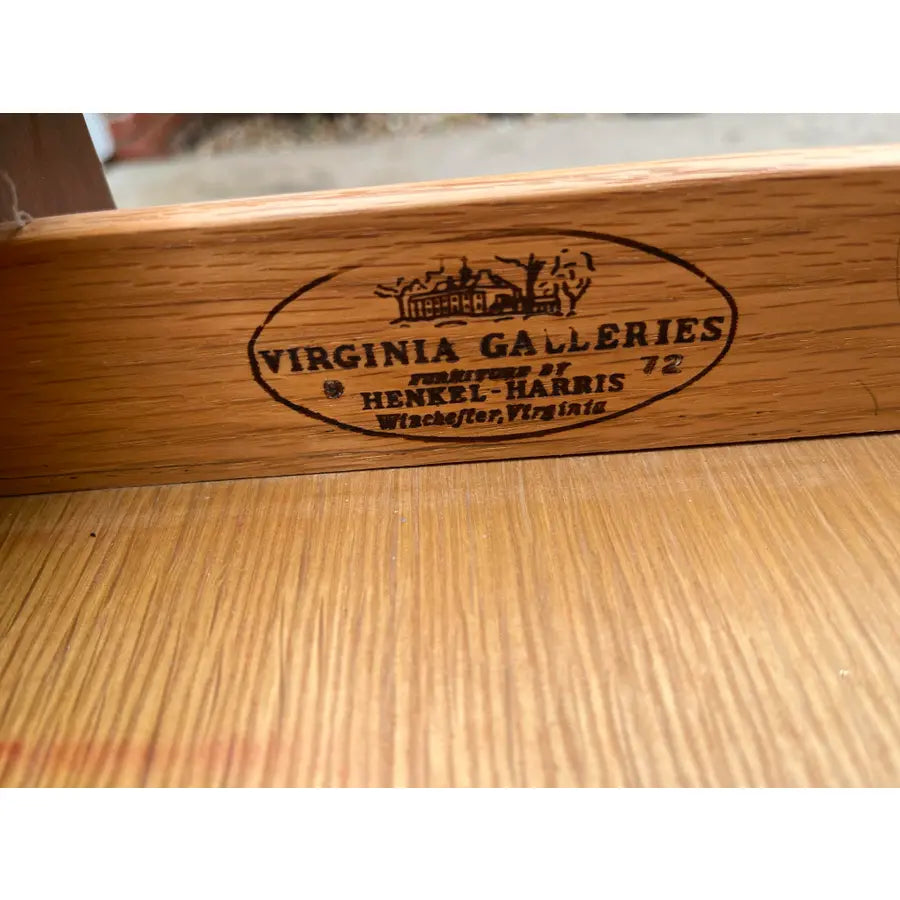 VIRGINIA GALLERIES
FURNITURE BY
HENKEL-HARRIS 72
Winchester, Virginia